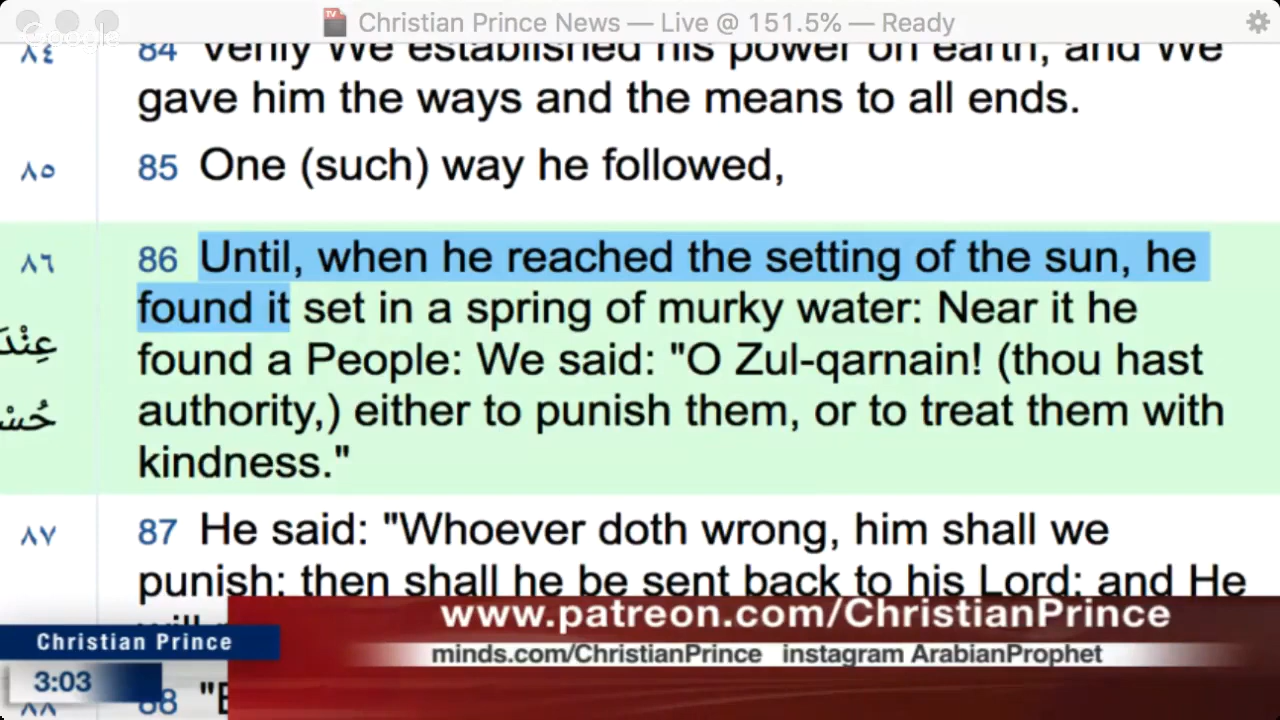 Christian Prince News — Live @ 151.5% — Ready
Google
٨٤ 84 Verily We established his power on earth, and We
gave him the ways and the means to all ends.
٨٥ 85 One (such) way he followed,
٨٦ 86 Until, when he reached the setting of the sun, he
found it set in a spring of murky water: Near it he
عِنْدَ found a People: We said: "O Zul-qarnain! (thou hast
authority,) either to punish them, or to treat them with
حُسْ
kindness."
٨٧ 87 He said: "Whoever doth wrong, him shall we
punish; then shall he be sent back to his Lord; and He
will
www.patreon.com/ChristianPrince
Christian Prince
minds.com/ChristianPrince instagram ArabianProphet
3:03
٨٨ 88